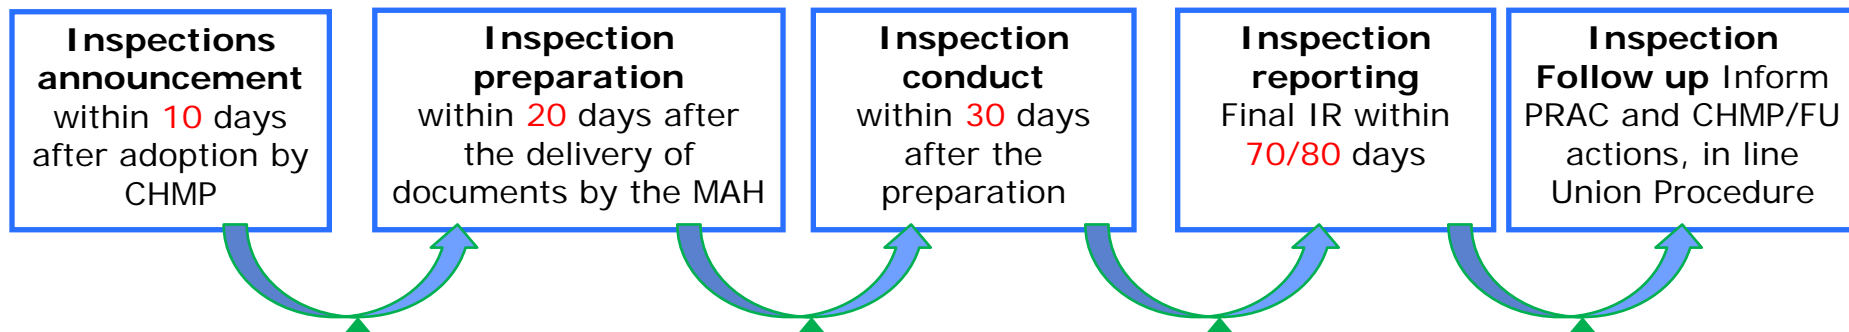 Inspections
announcement
within 10 days
after adoption by
CHMP
Inspection
preparation
within 20 days after
the delivery of
documents by the MAH
Inspection
conduct
within 30 days
after the
preparation
Inspection
reporting
Final IR within
70/80 days
Inspection
Follow up Inform
PRAC and CHMP/FU
actions, in line
Union Procedure